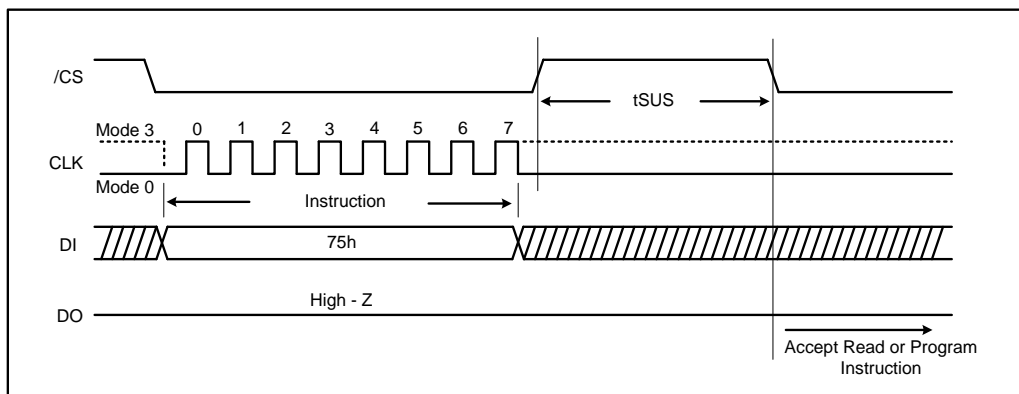 /CS
tSUS
Mode 3
0 1 2 3 4 5 6 7
CLK
Mode 0
Instruction
DI
75h
High - Z
DO
Accept Read or Program
Instruction